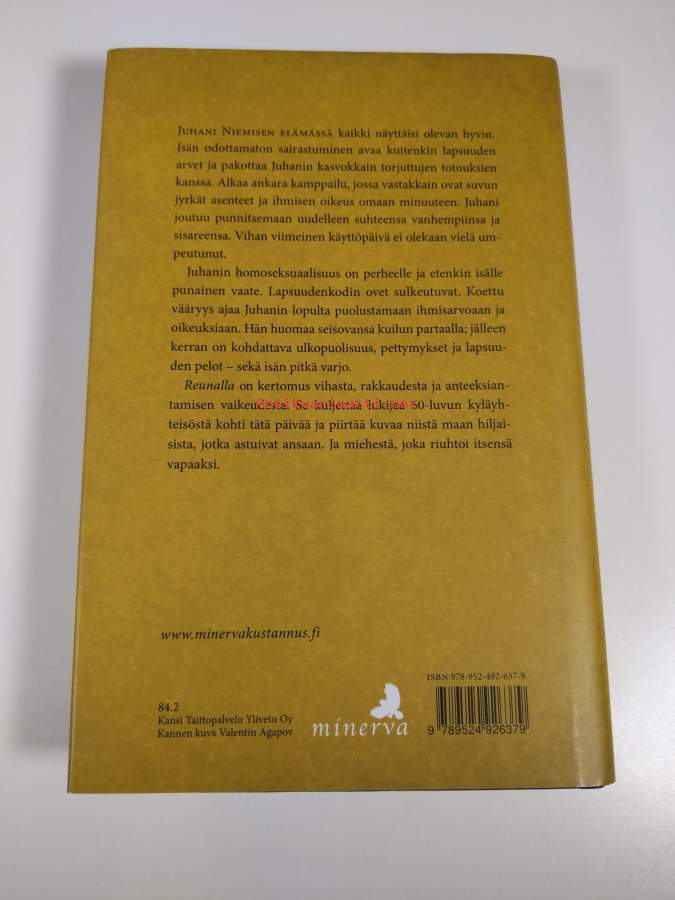 Juhani Niemisen elämässä kaikki näyttäisi olevan hyvin.
Isän odottamaton sairastuminen avaa kuitenkin lapsuuden
arvet ja pakottaa Juhanin kasvokkain torjuttujen totuuksien
kanssa. Alkaa ankara kamppailu, jossa vastakkain ovat suvun
jyrkät asenteet ja ihmisen oikeus omaan minuuteen. Juhani
joutuu punnitsemaan uudelleen suhteensa vanhempiinsa ja
sisareensa. Vihan viimeinen käyttöpäivä ei olekaan vielä um-
peutunut.
Juhanin homoseksuaalisuus on perheelle ja etenkin isälle
punainen vaate. Lapsuudenkodin ovet sulkeutuvat. Koettu
vääryys ajaa Juhanin lopulta puolustamaan ihmisarvoaan ja
oikeuksiaan. Hän huomaa seisovansa kuilun partaalla; jälleen
kerran on kohdattava ulkopuolisuus, pettymykset ja lapsuu-
den pelot – sekä isän pitkä varjo.
Reunalla on kertomus vihasta, rakkaudesta ja anteeksian-
tamisen vaikeudesta. Se kuljettaa lukijaa 50-luvun kyläyh-
teisöstä kohti tätä päivää ja piirtää kuvaa niistä maan hiljai-
sista, jotka astuivat ansaan. Ja miehestä, joka riuhtoi itsensä
vapaaksi.
www.minervakustannus.fi
ISBN 978-952-492-637-9
84.2
Kansi Taittopalvelu Yliveto Oy
Kannen kuva Valentin Agapov
minerva
9 789524 926379